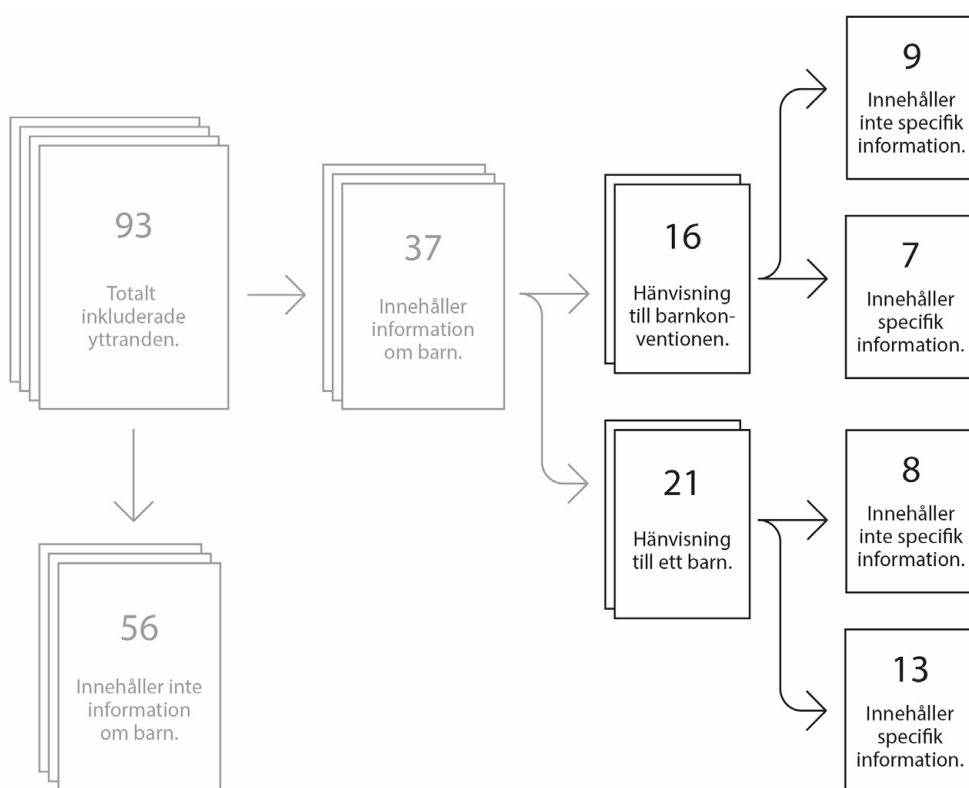 93
Totalt
inkluderade
yttranden.
56
Innehåller inte
information
om barn.
37
Innehåller
information
om barn.
16
Hänvisning
till barnkon-
ventionen.
21
Hänvisning
till ett barn.
9
Innehåller
inte specifik
information.
7
Innehåller
specifik
information.
8
Innehåller
inte specifik
information.
13
Innehåller
specifik
information.